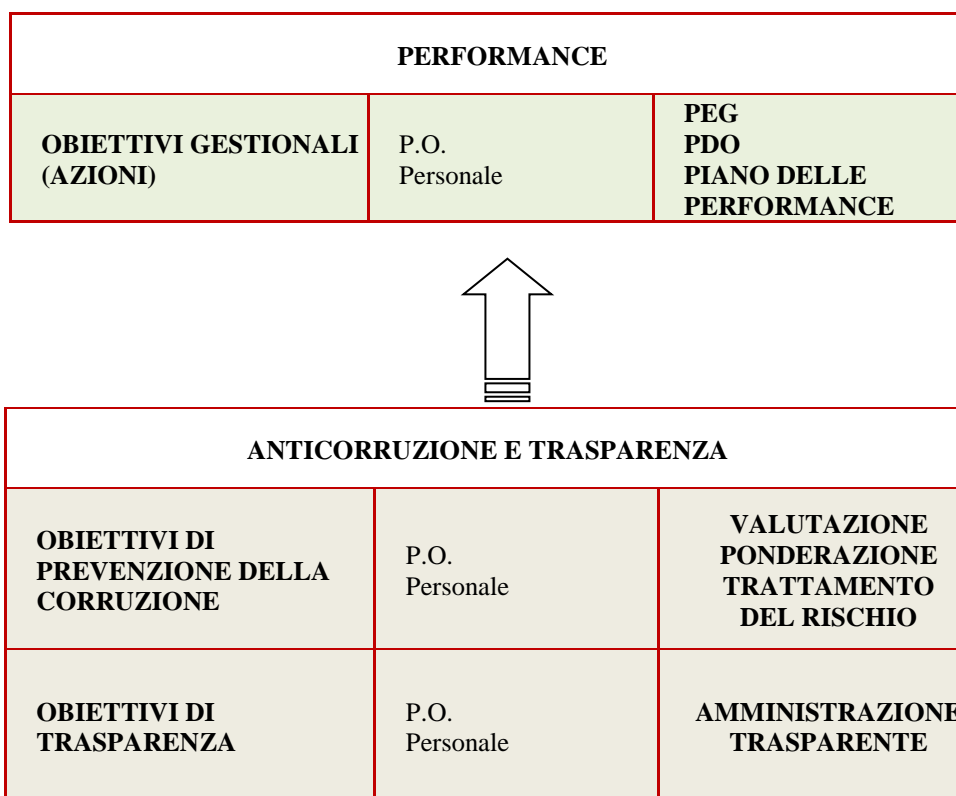 PERFORMANCE
OBIETTIVI GESTIONALI
(AZIONI)
P.O.
Personale
PEG
PDO
PIANO DELLE
PERFORMANCE
ANTICORRUZIONE E TRASPARENZA
OBIETTIVI DI
PREVENZIONE DELLA
CORRUZIONE
P.O.
Personale
VALUTAZIONE
PONDERAZIONE
TRATTAMENTO
DEL RISCHIO
OBIETTIVI DI
TRASPARENZA
P.O.
Personale
AMMINISTRAZIONE
TRASPARENTE